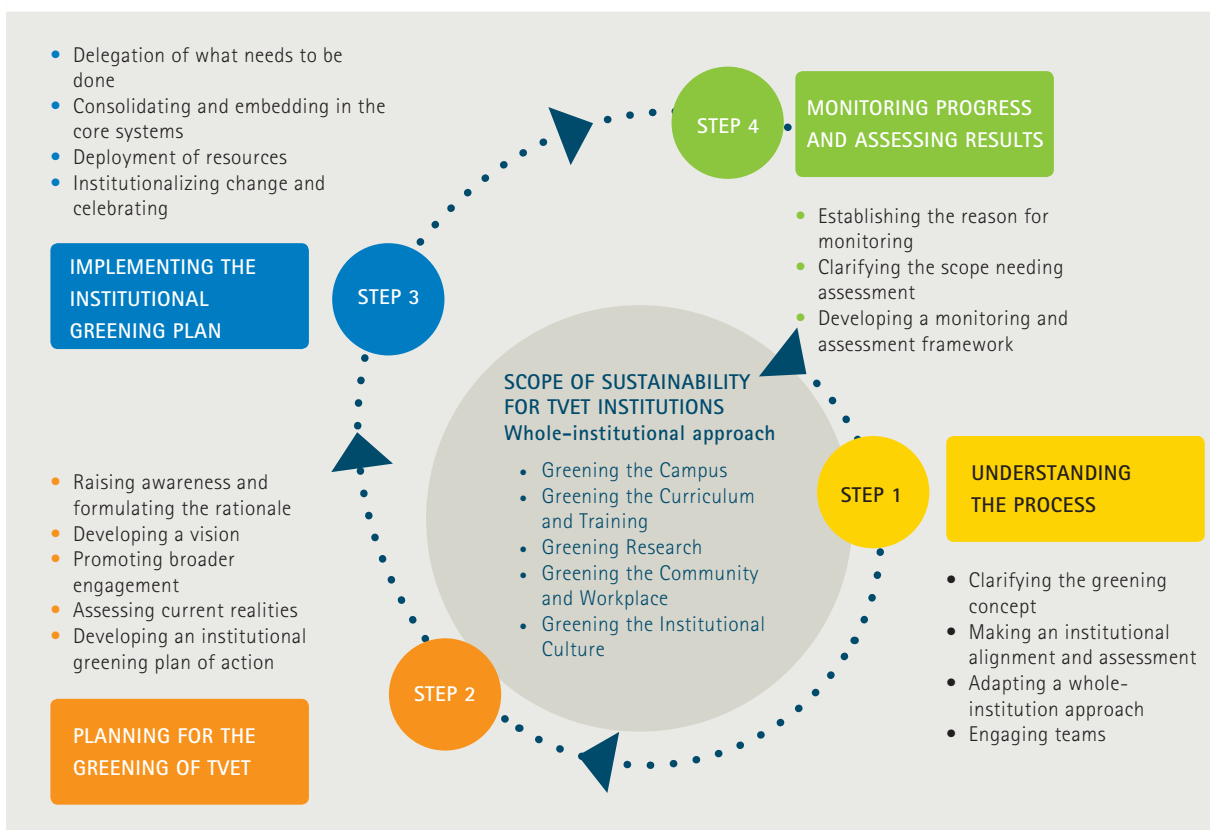 • Delegation of what needs to be
done
• Consolidating and embedding in the
core systems
• Deployment of resources
• Institutionalizing change and
celebrating
IMPLEMENTING THE
INSTITUTIONAL
GREENING PLAN
STEP 3
STEP 4
MONITORING PROGRESS
AND ASSESSING RESULTS
• Establishing the reason for
monitoring
• Clarifying the scope needing
assessment
• Developing a monitoring and
assessment framework
SCOPE OF SUSTAINABILITY
FOR TVET INSTITUTIONS
Whole-institutional approach
• Greening the Campus
• Greening the Curriculum
and Training
• Greening Research
• Greening the Community
and Workplace
• Greening the Institutional
Culture
STEP 1
UNDERSTANDING
THE PROCESS
• Clarifying the greening
concept
• Making an institutional
alignment and assessment
• Adapting a whole-
institution approach
• Engaging teams
• Raising awareness and
formulating the rationale
• Developing a vision
• Promoting broader
engagement
• Assessing current realities
• Developing an institutional
greening plan of action
STEP 2
PLANNING FOR THE
GREENING OF TVET